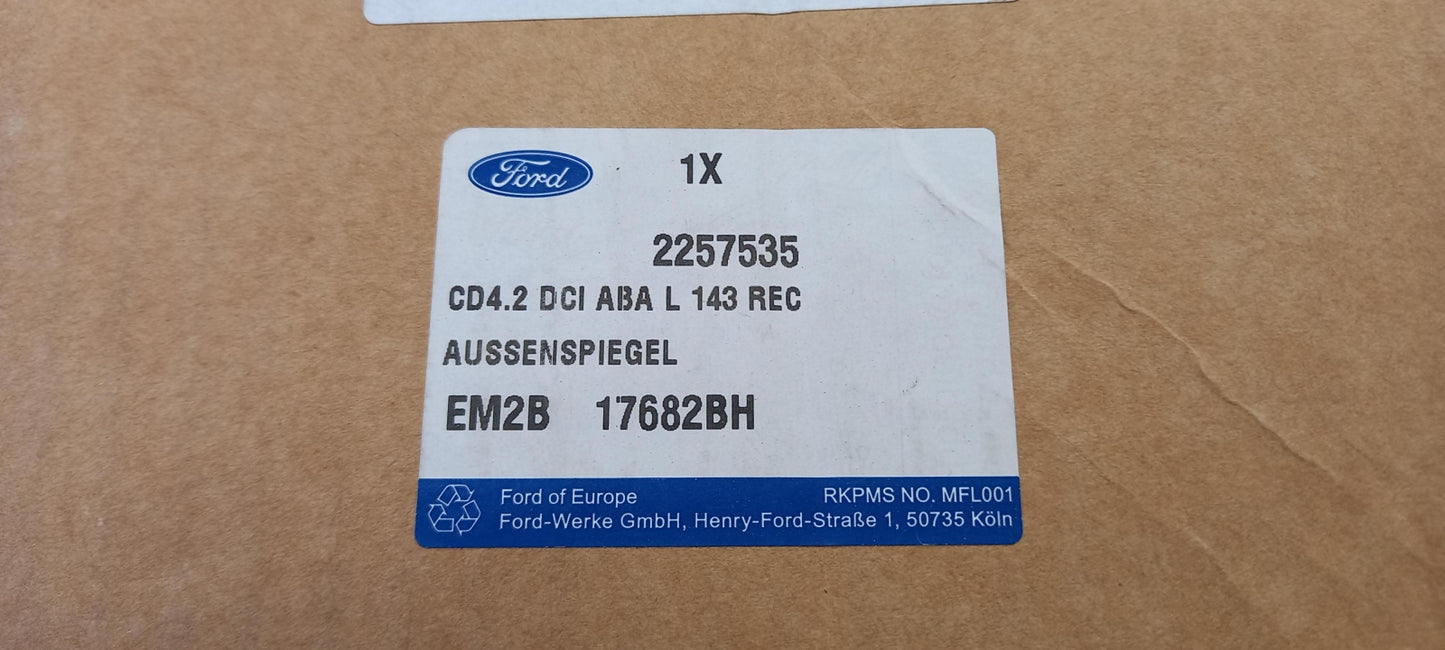 Ford
1X
2257535
CD4.2 DCI ABA L 143 REC
AUSSENSPIEGEL
EM2B 17682BH
Ford of Europe
RKPMS NO. MFL001
Ford-Werke GmbH, Henry-Ford-Straße 1, 50735 Köln